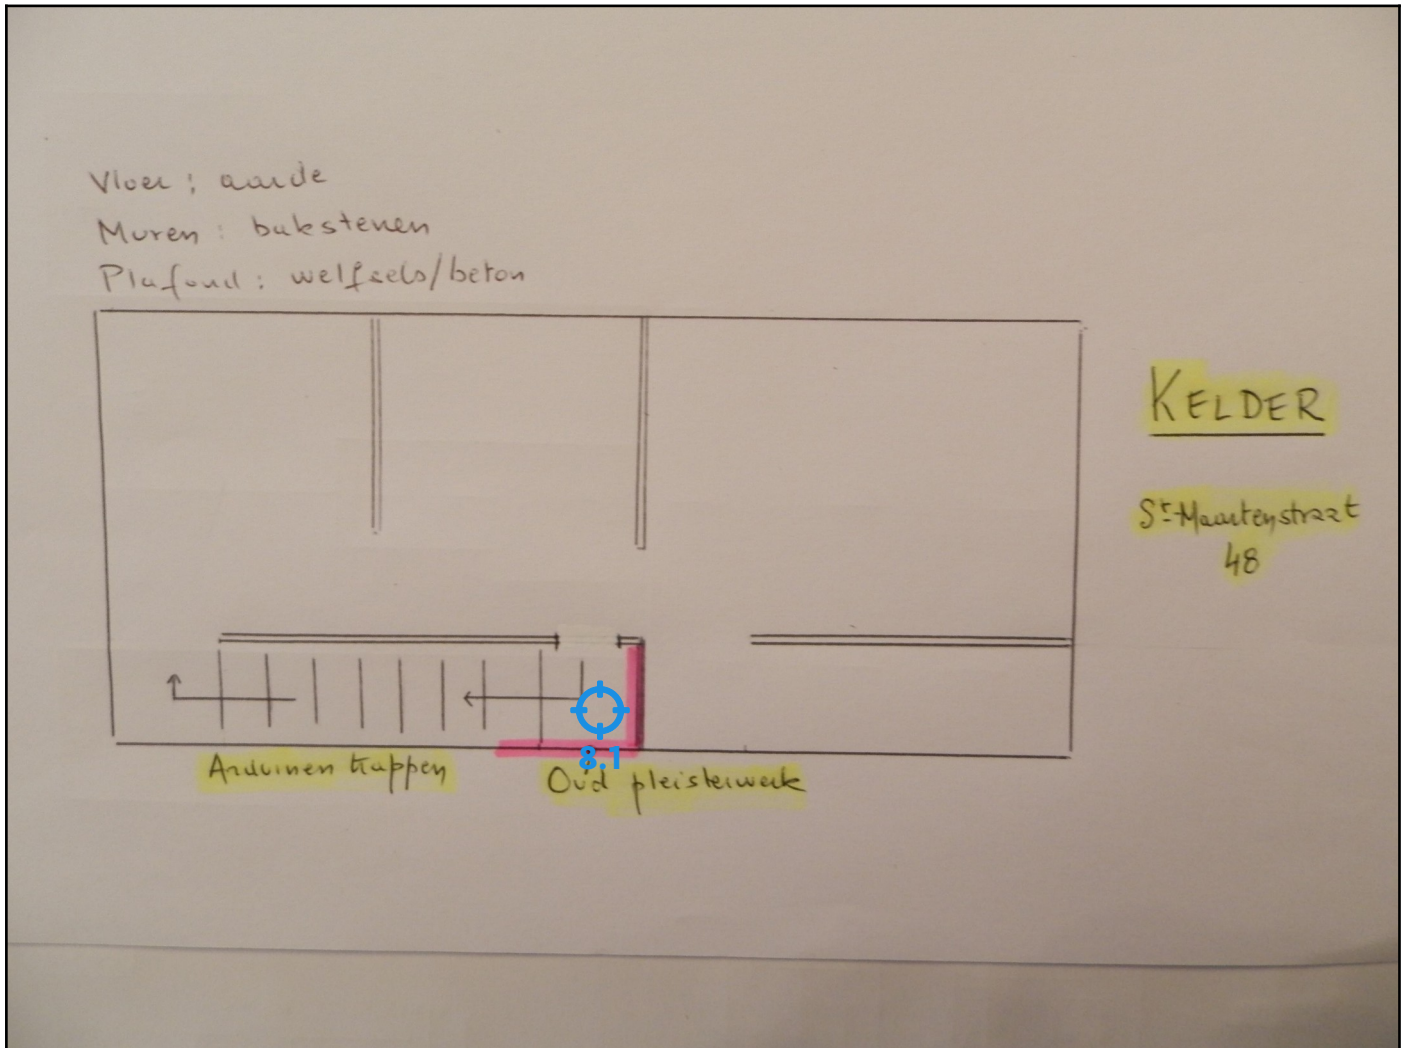 Vloer : aarde
Muren : bakstenen
Plafond : welfsels/beton
KELDER
St-Maartenstraat
48
8.1
Arduinen trappen
Oud pleisterwerk